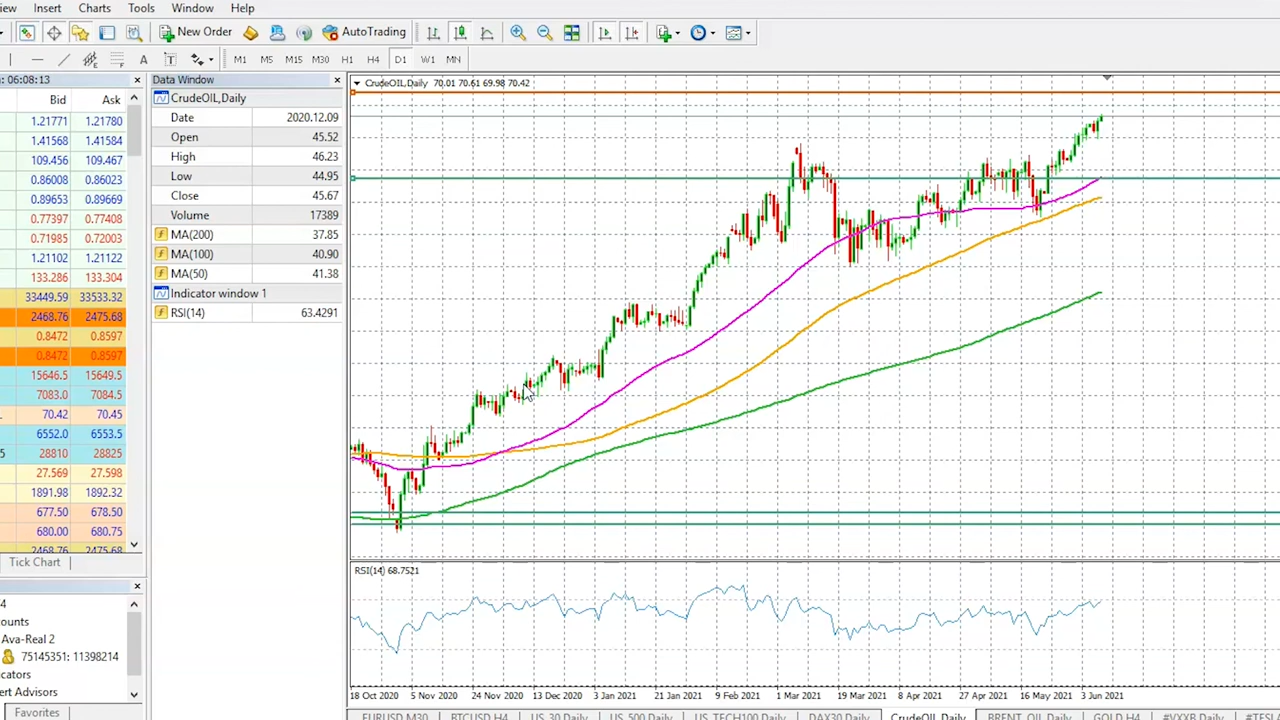 iew Insert Charts Tools Window Help
New Order AutoTrading
A T M1 M5 M15 M30 H1 H4 D1 W1 MN
: 06:08:13
Bid Ask
1.21771 1.21780
1.41568 1.41584
109.456 109.467
0.86008 0.86023
0.89653 0.89669
0.77397 0.77408
0.71985 0.72003
1.21102 1.21122
133.286 133.304
33449.59 33533.32
2468.76 2475.68
0.8472 0.8597
0.8472 0.8597
15646.5 15649.5
7083.0 7084.5
70.42 70.45
6552.0 6553.5
5 28810 28825
27.569 27.598
1891.98 1892.32
677.50 678.50
680.00 680.75
2468.76 2475.68
Tick Chart
4
ounts
Ava-Real 2
75145351: 11398214
icators
ert Advisors
Favorites
Data Window
CrudeOIL,Daily
Date 2020.12.09
Open 45.52
High 46.23
Low 44.95
Close 45.67
Volume 17389
MA(200) 37.85
MA(100) 40.90
MA(50) 41.38
Indicator window 1
RSI(14) 63.4291
CrudeOIL,Daily 70.01 70.61 69.98 70.42
RSI(14) 68.7521
18 Oct 2020 5 Nov 2020 24 Nov 2020 13 Dec 2020 3 Jan 2021 21 Jan 2021 9 Feb 2021 1 Mar 2021 19 Mar 2021 8 Apr 2021 27 Apr 2021 16 May 2021 3 Jun 2021
EURUSD,M30 BTCUSD,H4 US_30,Daily US_500,Daily US_TECH100,Daily DAX30,Daily CrudeOIL,Daily BRENT_OIL,Daily GOLD,H4 #VXXB,Daily #TESL